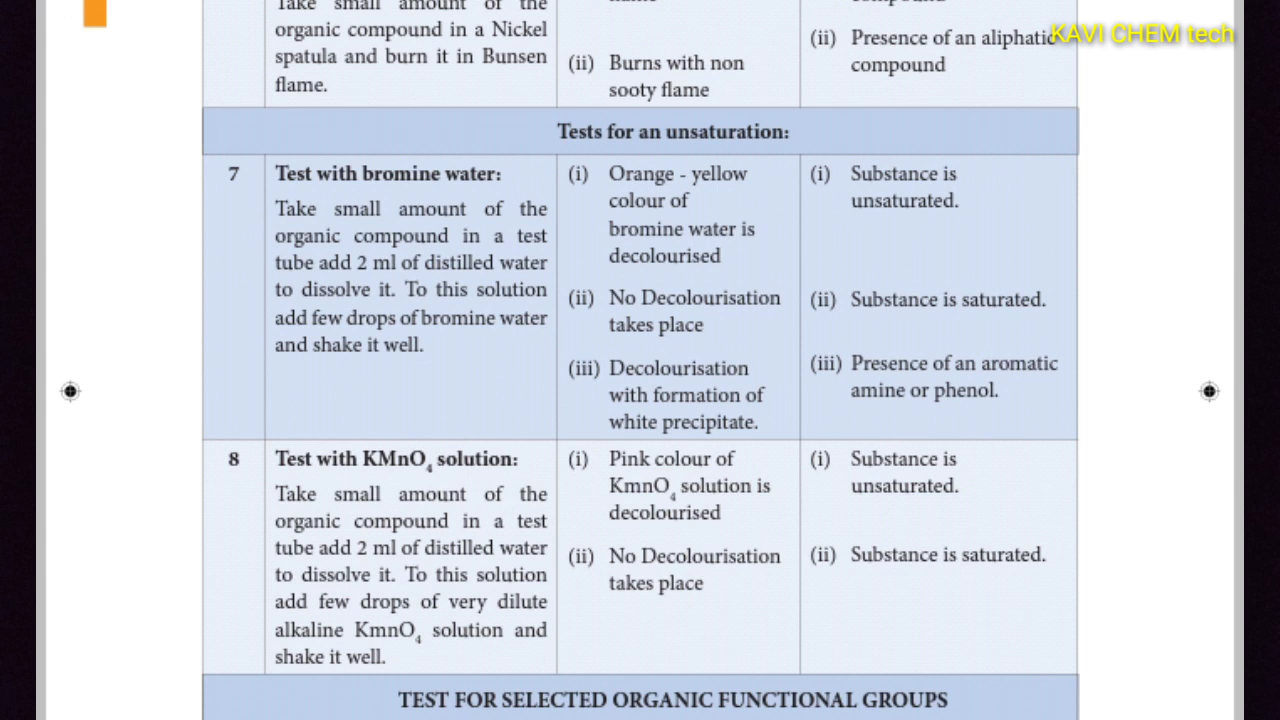 Take small amount of the
organic compound in a Nickel
spatula and burn it in Bunsen
flame.
flame
(ii) Burns with non
sooty flame
compound
(ii) Presence of an aliphatic
compound
KAVI CHEM tech
Tests for an unsaturation:
7
Test with bromine water:
Take small amount of the
organic compound in a test
tube add 2 ml of distilled water
to dissolve it. To this solution
add few drops of bromine water
and shake it well.
(i) Orange - yellow
colour of
bromine water is
decolourised
(ii) No Decolourisation
takes place
(iii) Decolourisation
with formation of
white precipitate.
(i) Substance is
unsaturated.
(ii) Substance is saturated.
(iii) Presence of an aromatic
amine or phenol.
8
Test with KMnO₄ solution:
Take small amount of the
organic compound in a test
tube add 2 ml of distilled water
to dissolve it. To this solution
add few drops of very dilute
alkaline KmnO₄ solution and
shake it well.
(i) Pink colour of
KmnO₄ solution is
decolourised
(ii) No Decolourisation
takes place
(i) Substance is
unsaturated.
(ii) Substance is saturated.
TEST FOR SELECTED ORGANIC FUNCTIONAL GROUPS